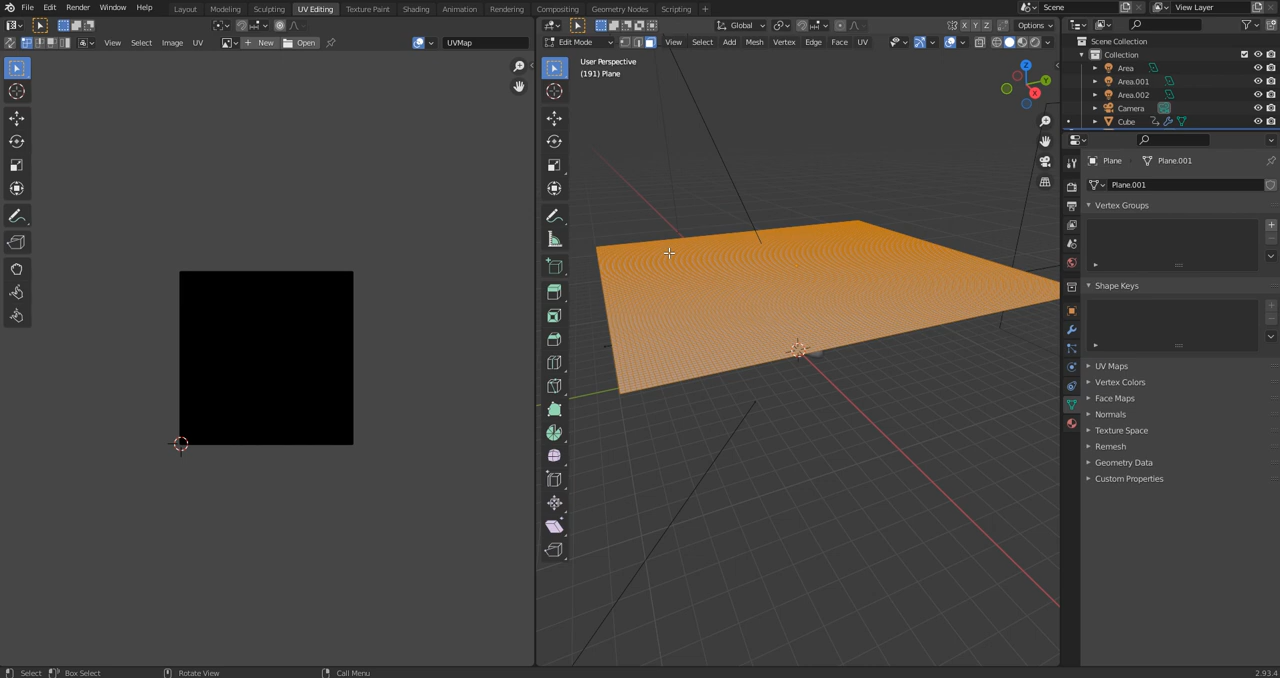 File Edit Render Window Help
Layout Modeling Sculpting UV Editing Texture Paint Shading Animation Rendering Compositing Geometry Nodes Scripting +
Scene
View Layer
Global
Options
View Select Image UV
+ New
Open
UVMap
Edit Mode
View Select Add Mesh Vertex Edge Face UV
User Perspective
(191) Plane
Z
Y
X
X Y Z
Scene Collection
Collection
Area
Area.001
Area.002
Camera
Cube
Plane
Plane.001
Plane.001
Vertex Groups
Shape Keys
UV Maps
Vertex Colors
Face Maps
Normals
Texture Space
Remesh
Geometry Data
Custom Properties
Select
Box Select
Rotate View
Call Menu
2.93.4